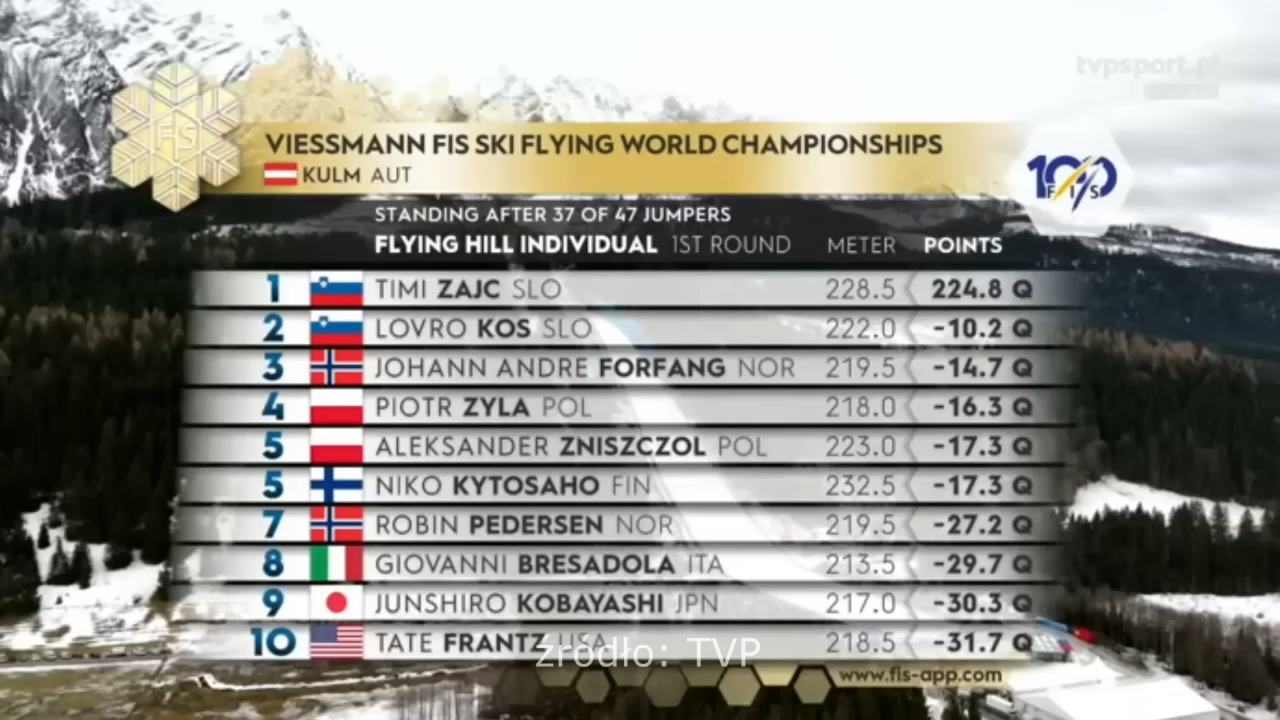 tvpsport.pl
FIS
VIESSMANN FIS SKI FLYING WORLD CHAMPIONSHIPS
KULM AUT
100
FIS
STANDING AFTER 37 OF 47 JUMPERS
FLYING HILL INDIVIDUAL 1ST ROUND METER POINTS
1 TIMI ZAJC SLO 228.5 224.8 Q
2 LOVRO KOS SLO 222.0 -10.2 Q
3 JOHANN ANDRE FORFANG NOR 219.5 -14.7 Q
4 PIOTR ZYLA POL 218.0 -16.3 Q
5 ALEKSANDER ZNISZCZOL POL 223.0 -17.3 Q
5 NIKO KYTOSAHO FIN 232.5 -17.3 Q
7 ROBIN PEDERSEN NOR 219.5 -27.2 Q
8 GIOVANNI BRESADOLA ITA 213.5 -29.7 Q
9 JUNSHIRO KOBAYASHI JPN 217.0 -30.3 Q
10 TATE FRANTZ USA 218.5 -31.7 Q
źródło: TVP
www.fis-app.com